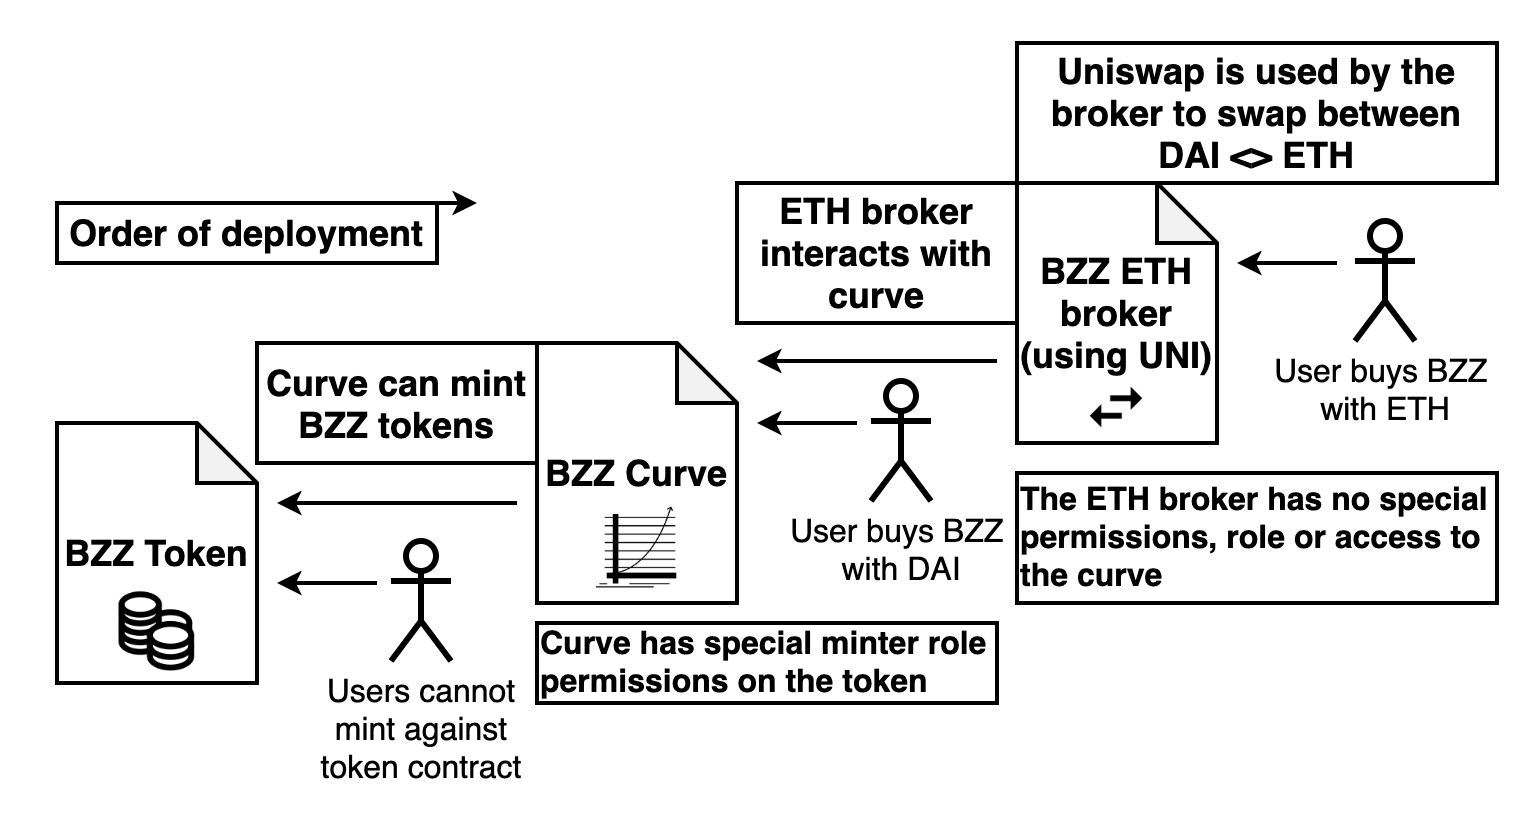 Uniswap is used by the
broker to swap between
DAI <> ETH
Order of deployment
ETH broker
interacts with
curve
BZZ ETH
broker
(using UNI)
User buys BZZ
with ETH
Curve can mint
BZZ tokens
BZZ Curve
User buys BZZ
with DAI
The ETH broker has no special
permissions, role or access to
the curve
BZZ Token
Users cannot
mint against
token contract
Curve has special minter role
permissions on the token